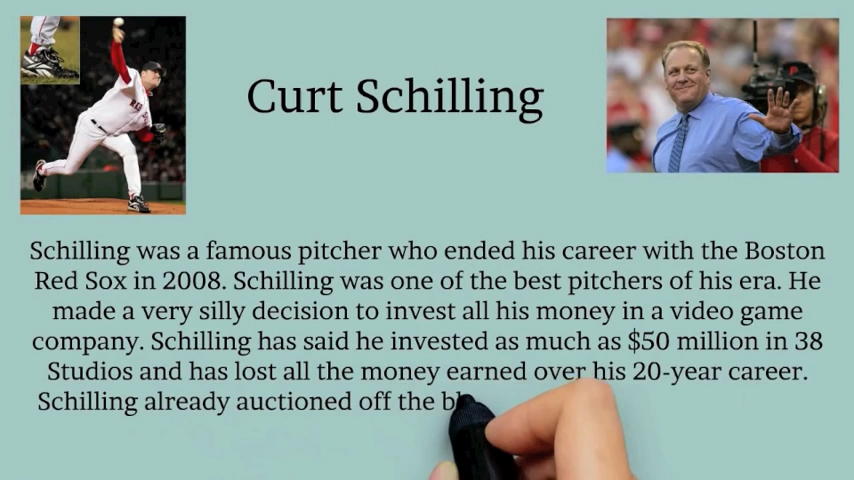 Curt Schilling
Schilling was a famous pitcher who ended his career with the Boston
Red Sox in 2008. Schilling was one of the best pitchers of his era. He
made a very silly decision to invest all his money in a video game
company. Schilling has said he invested as much as $50 million in 38
Studios and has lost all the money earned over his 20-year career.
Schilling already auctioned off the